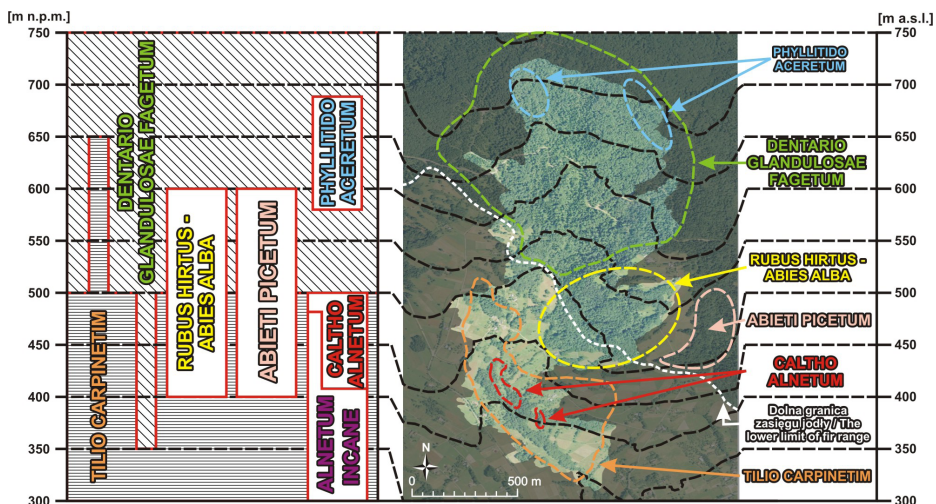 [m n.p.m.]
[m a.s.l.]
750
700
650
600
550
500
450
400
350
300
DENTARIO
GLANDULOSAE FAGETUM
PHYLLITIDO
ACERETUM
RUBUS HIRTUS -
ABIES ALBA
ABIETI PICETUM
CALTHO
ALNETUM
TILIO CARPINETIM
ALNETUM
INCANE
N
0
500 m
PHYLLITIDO
ACERETUM
DENTARIO
GLANDULOSAE
FAGETUM
RUBUS HIRTUS -
ABIES ALBA
ABIETI PICETUM
CALTHO
ALNETUM
Dolna granica
zasięgu jodły / The
lower limit of fir range
TILIO CARPINETIM
750
700
650
600
550
500
450
400
350
300